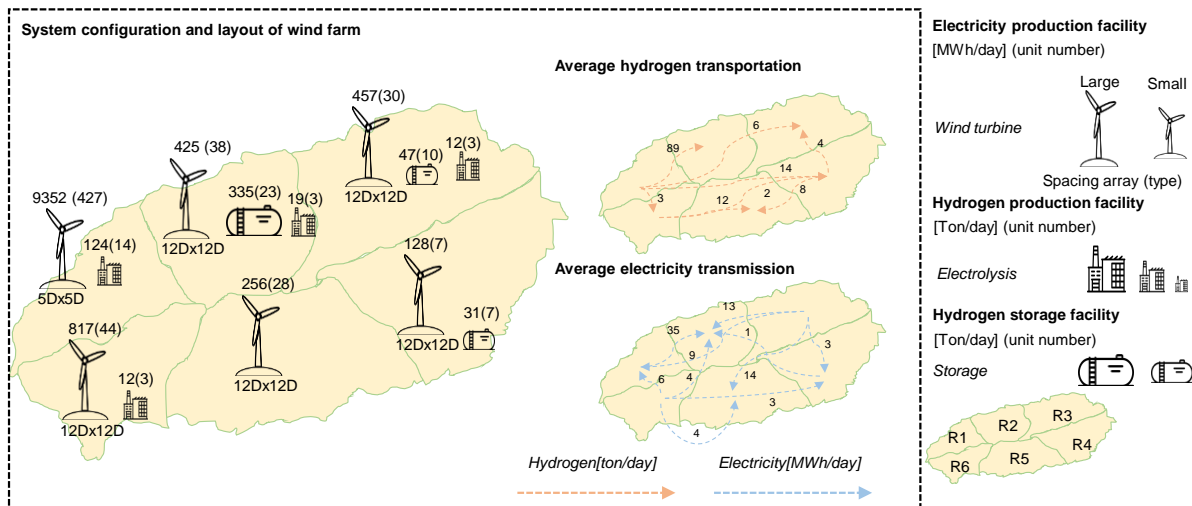 System configuration and layout of wind farm
457(30)
425 (38)
47(10)
12(3)
12Dx12D
9352 (427)
335(23)
19(3)
12Dx12D
124(14)
128(7)
5Dx5D
256(28)
31(7)
817(44)
12Dx12D
12(3)
12Dx12D
12Dx12D
Average hydrogen transportation
6
89
4
14
3
12
2
8
Average electricity transmission
13
35
1
3
9
6
4
14
3
4
Hydrogen[ton/day]
Electricity[MWh/day]
Electricity production facility
[MWh/day] (unit number)
Large
Small
Wind turbine
Spacing array (type)
Hydrogen production facility
[Ton/day] (unit number)
Electrolysis
Hydrogen storage facility
[Ton/day] (unit number)
Storage
R1
R2
R3
R4
R5
R6